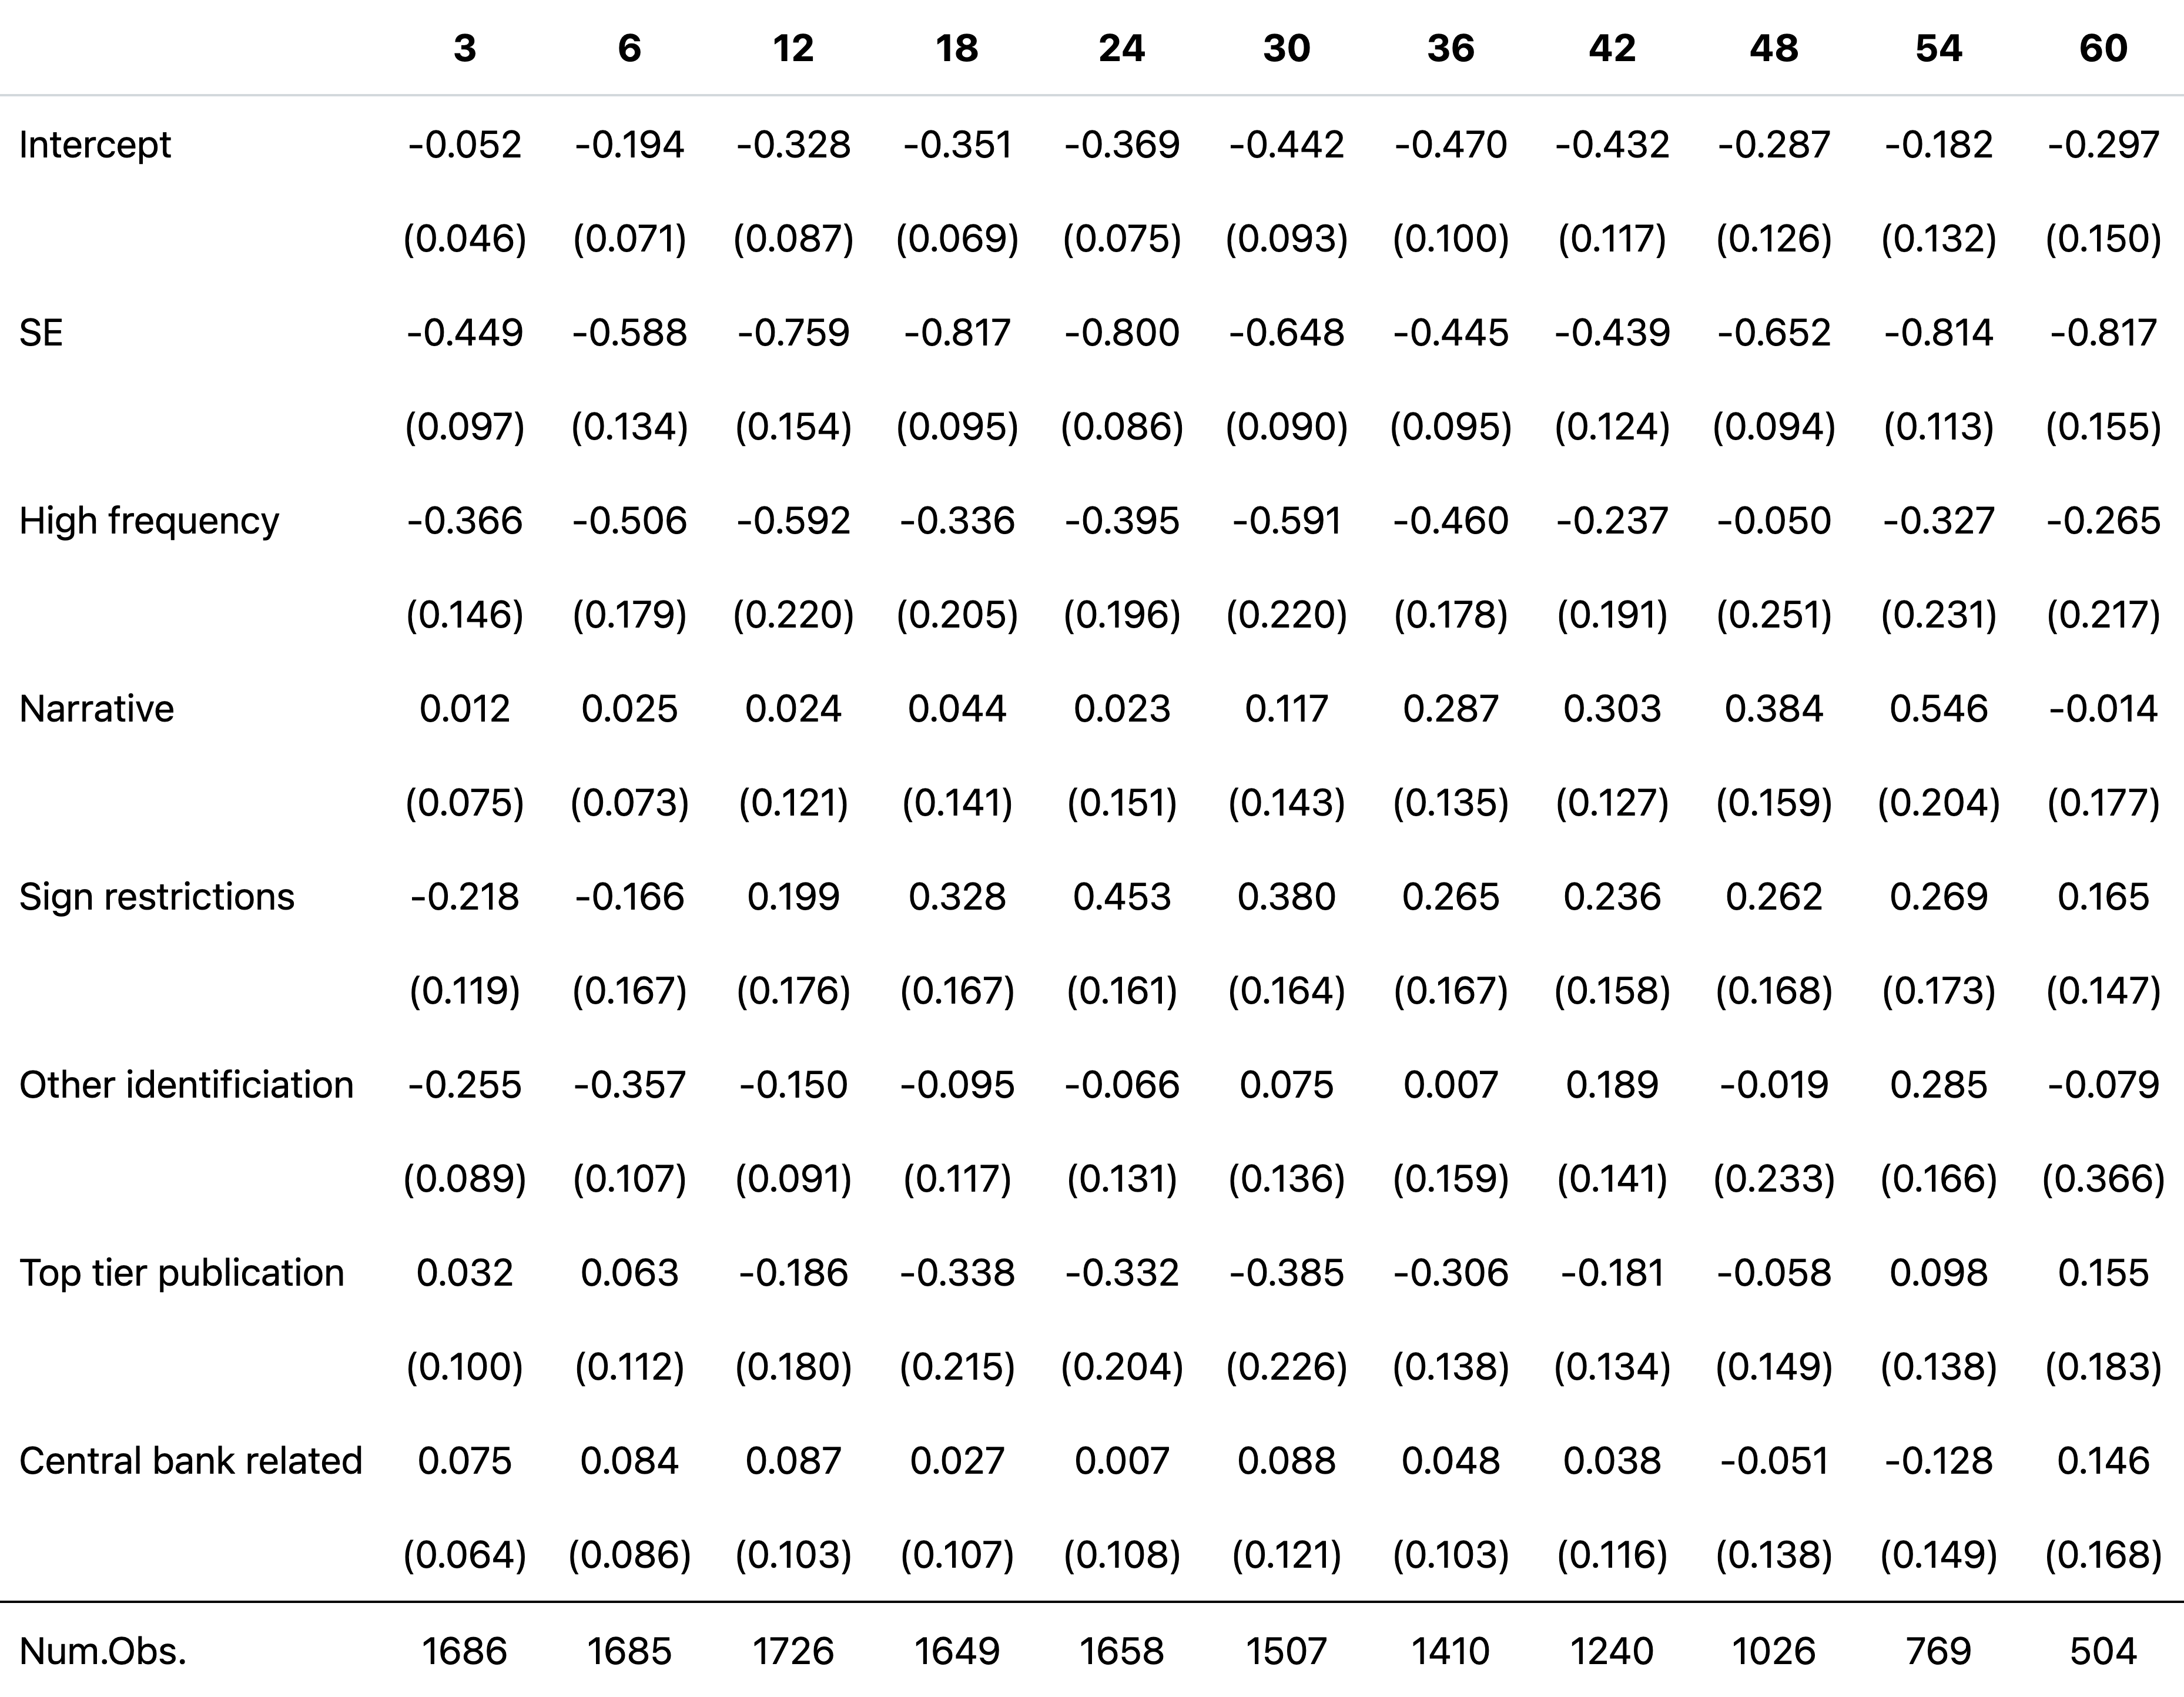 3 6 12 18 24 30 36 42 48 54 60
Intercept -0.052 -0.194 -0.328 -0.351 -0.369 -0.442 -0.470 -0.432 -0.287 -0.182 -0.297
(0.046) (0.071) (0.087) (0.069) (0.075) (0.093) (0.100) (0.117) (0.126) (0.132) (0.150)
SE -0.449 -0.588 -0.759 -0.817 -0.800 -0.648 -0.445 -0.439 -0.652 -0.814 -0.817
(0.097) (0.134) (0.154) (0.095) (0.086) (0.090) (0.095) (0.124) (0.094) (0.113) (0.155)
High frequency -0.366 -0.506 -0.592 -0.336 -0.395 -0.591 -0.460 -0.237 -0.050 -0.327 -0.265
(0.146) (0.179) (0.220) (0.205) (0.196) (0.220) (0.178) (0.191) (0.251) (0.231) (0.217)
Narrative 0.012 0.025 0.024 0.044 0.023 0.117 0.287 0.303 0.384 0.546 -0.014
(0.075) (0.073) (0.121) (0.141) (0.151) (0.143) (0.135) (0.127) (0.159) (0.204) (0.177)
Sign restrictions -0.218 -0.166 0.199 0.328 0.453 0.380 0.265 0.236 0.262 0.269 0.165
(0.119) (0.167) (0.176) (0.167) (0.161) (0.164) (0.167) (0.158) (0.168) (0.173) (0.147)
Other identificiation -0.255 -0.357 -0.150 -0.095 -0.066 0.075 0.007 0.189 -0.019 0.285 -0.079
(0.089) (0.107) (0.091) (0.117) (0.131) (0.136) (0.159) (0.141) (0.233) (0.166) (0.366)
Top tier publication 0.032 0.063 -0.186 -0.338 -0.332 -0.385 -0.306 -0.181 -0.058 0.098 0.155
(0.100) (0.112) (0.180) (0.215) (0.204) (0.226) (0.138) (0.134) (0.149) (0.138) (0.183)
Central bank related 0.075 0.084 0.087 0.027 0.007 0.088 0.048 0.038 -0.051 -0.128 0.146
(0.064) (0.086) (0.103) (0.107) (0.108) (0.121) (0.103) (0.116) (0.138) (0.149) (0.168)
Num.Obs. 1686 1685 1726 1649 1658 1507 1410 1240 1026 769 504